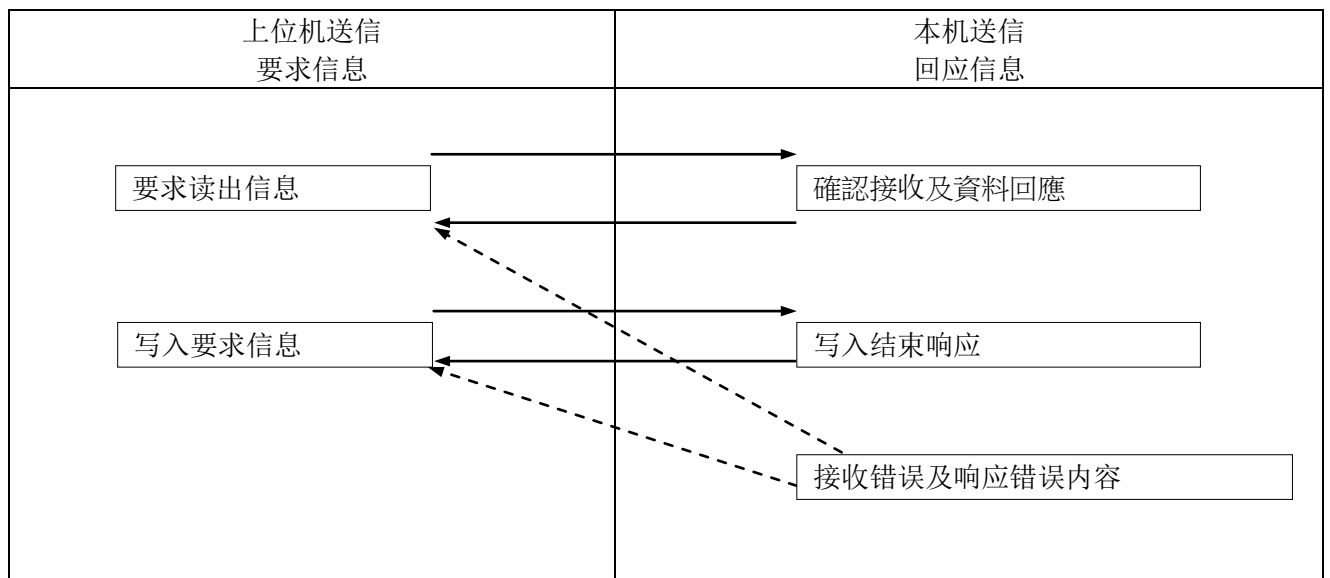 上位机送信
要求信息
本机送信
回应信息
要求读出信息
確認接收及資料回應
写入要求信息
写入结束响应
接收错误及响应错误内容